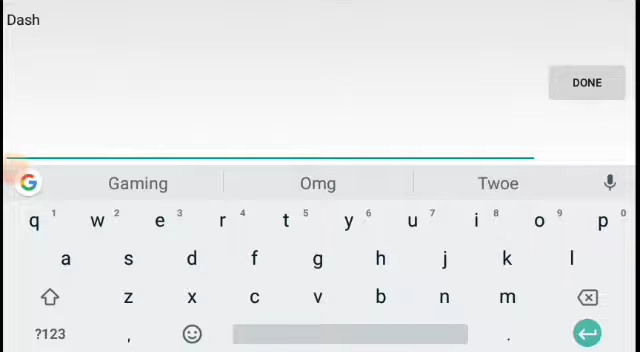 Dash
DONE
G Gaming Omg Twoe
q 1 w 2 e 3 r 4 t 5 y 6 u 7 i 8 o 9 p 0
a s d f g h j k l
z x c v b n m
?123 , .